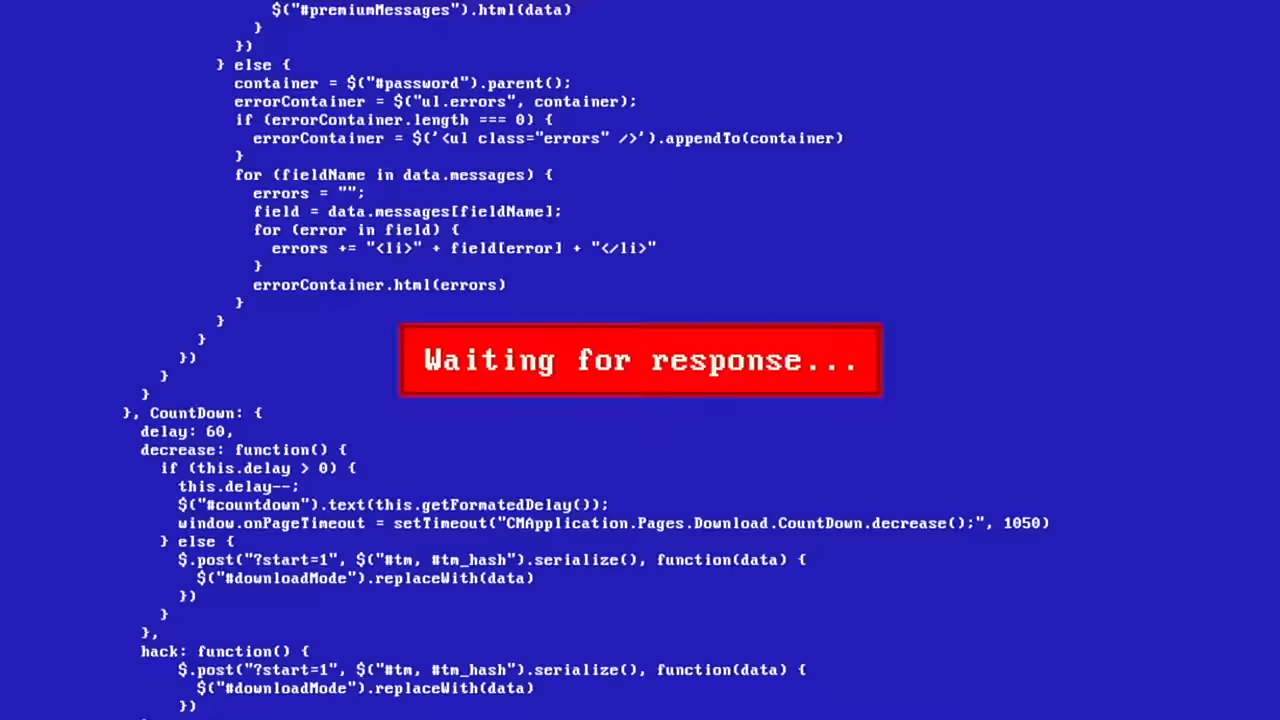 $("#premiumMessages").html(data)
}
})
} else {
container = $("#password").parent();
errorContainer = $("ul.errors", container);
if (errorContainer.length === 0) {
errorContainer = $('<ul class="errors" />').appendTo(container)
}
for (fieldName in data.messages) {
errors = "";
field = data.messages[fieldName];
for (error in field) {
errors += "<li>" + field[error] + "</li>"
}
errorContainer.html(errors)
}
}
}
})
Waiting for response...
}
}
}, CountDown: {
delay: 60,
decrease: function() {
if (this.delay > 0) {
this.delay--;
$("#countdown").text(this.getFormatedDelay());
window.onPageTimeout = setTimeout("CMApplication.Pages.Download.CountDown.decrease();", 1050)
} else {
$.post("?start=1", $("#tm, #tm_hash").serialize(), function(data) {
$("#downloadMode").replaceWith(data)
})
}
},
hack: function() {
$.post("?start=1", $("#tm, #tm_hash").serialize(), function(data) {
$("#downloadMode").replaceWith(data)
})